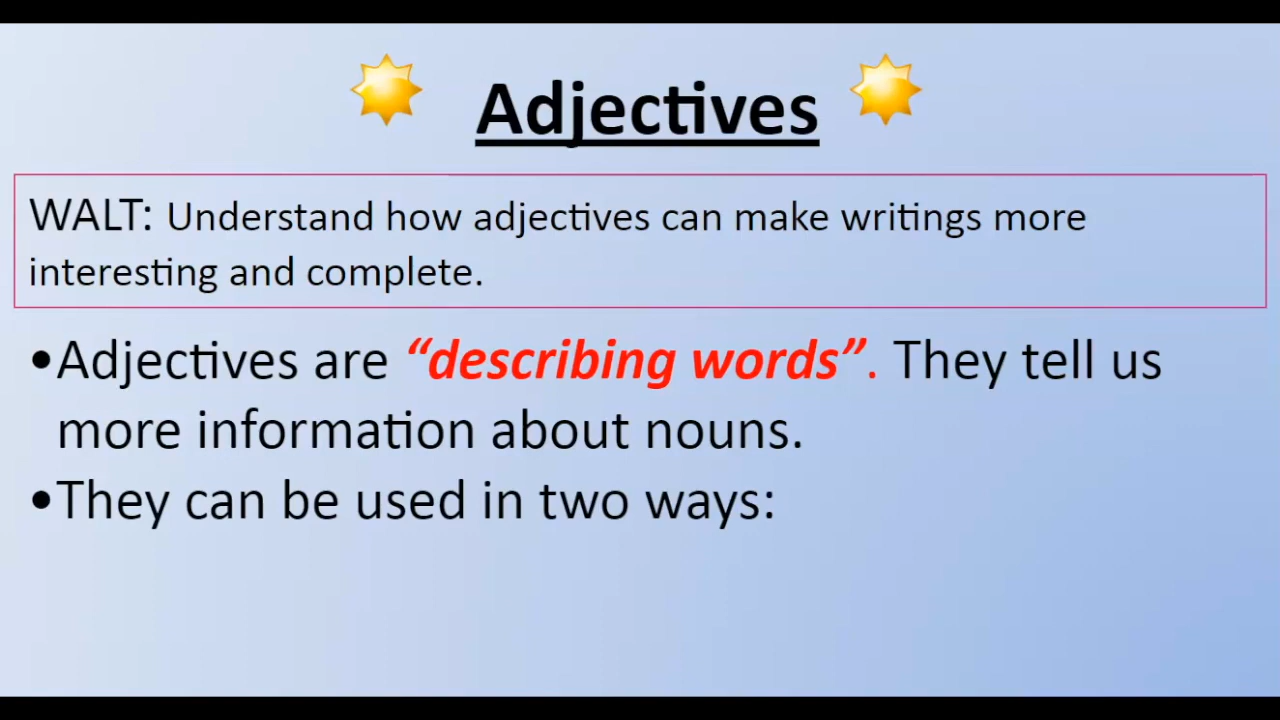 Adjectives
WALT: Understand how adjectives can make writings more
interesting and complete.
•Adjectives are “describing words”. They tell us
more information about nouns.
•They can be used in two ways: